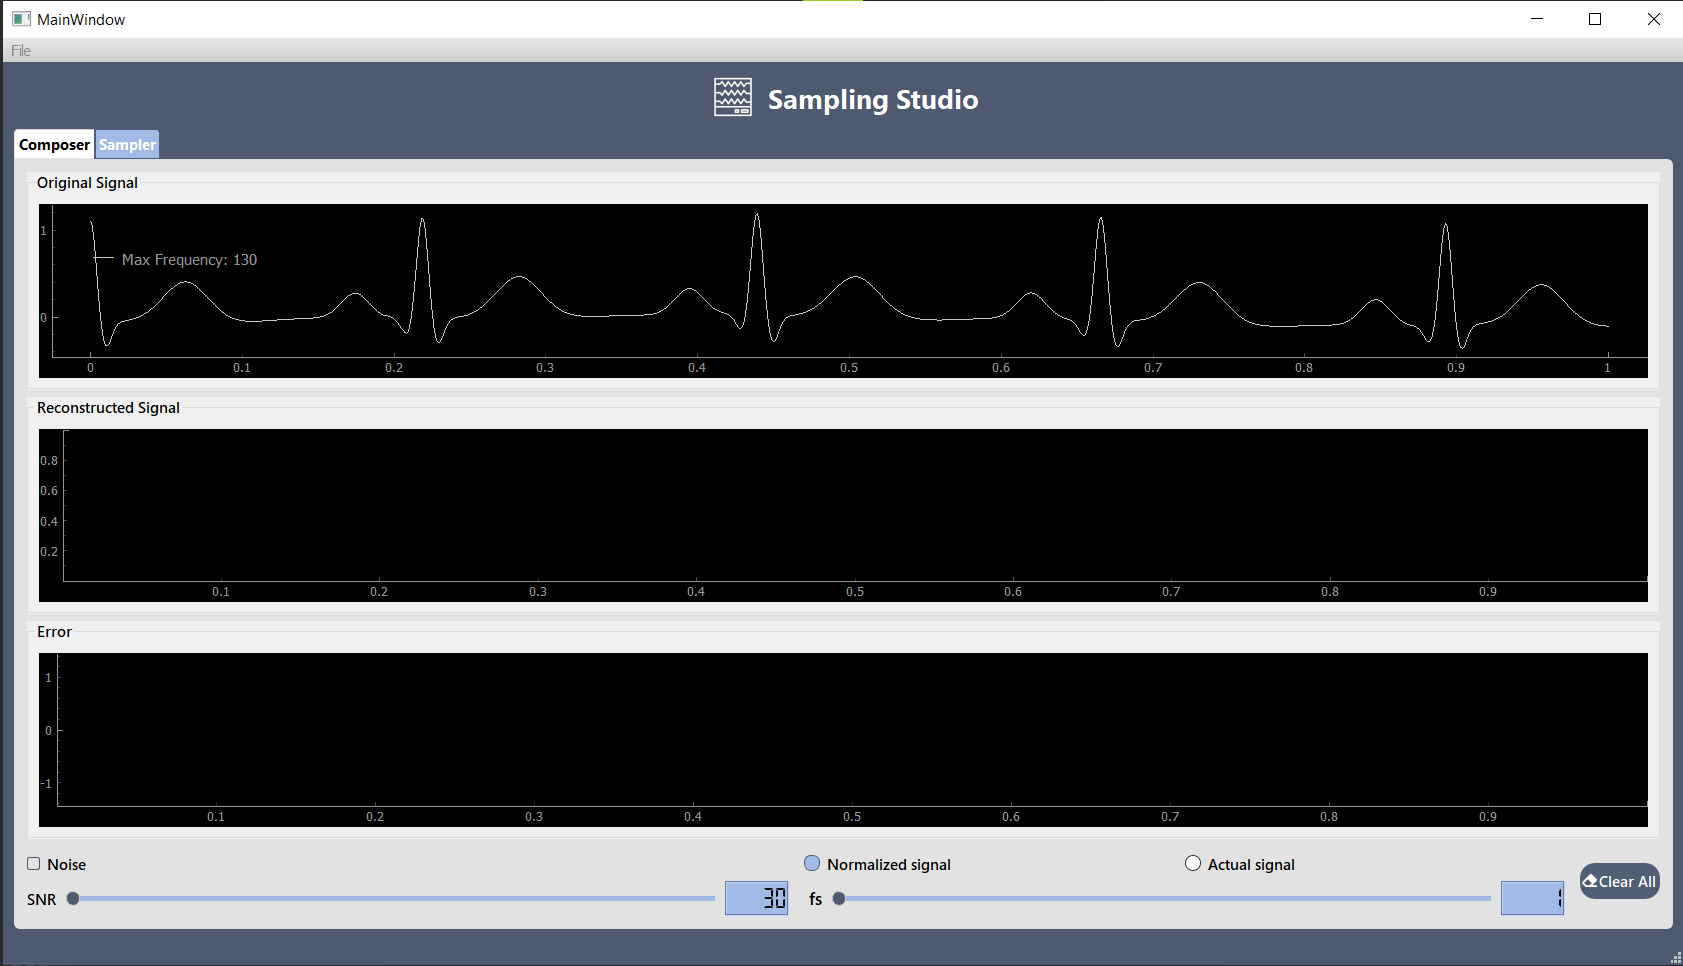 MainWindow
File
Sampling Studio
Composer Sampler
Original Signal
1
Max Frequency: 130
0
0 0.1 0.2 0.3 0.4 0.5 0.6 0.7 0.8 0.9 1
Reconstructed Signal
0.8
0.6
0.4
0.2
0.1 0.2 0.3 0.4 0.5 0.6 0.7 0.8 0.9
Error
1
0
-1
0.1 0.2 0.3 0.4 0.5 0.6 0.7 0.8 0.9
Noise Normalized signal Actual signal
SNR 30 fs 1 Clear All